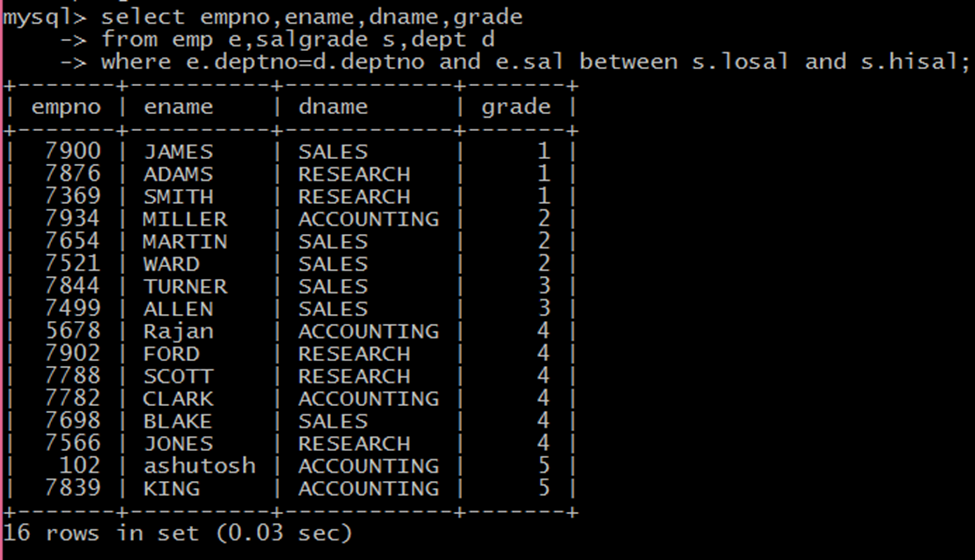 mysql> select empno,ename,dname,grade
    -> from emp e,salgrade s,dept d
    -> where e.deptno=d.deptno and e.sal between s.losal and s.hisal;
+-------+----------+------------+-------+
| empno | ename    | dname      | grade |
+-------+----------+------------+-------+
|  7900 | JAMES    | SALES      |     1 |
|  7876 | ADAMS    | RESEARCH   |     1 |
|  7369 | SMITH    | RESEARCH   |     1 |
|  7934 | MILLER   | ACCOUNTING |     2 |
|  7654 | MARTIN   | SALES      |     2 |
|  7521 | WARD     | SALES      |     2 |
|  7844 | TURNER   | SALES      |     3 |
|  7499 | ALLEN    | SALES      |     3 |
|  5678 | Rajan    | ACCOUNTING |     4 |
|  7902 | FORD     | RESEARCH   |     4 |
|  7788 | SCOTT    | RESEARCH   |     4 |
|  7782 | CLARK    | ACCOUNTING |     4 |
|  7698 | BLAKE    | SALES      |     4 |
|  7566 | JONES    | RESEARCH   |     4 |
|   102 | ashutosh | ACCOUNTING |     5 |
|  7839 | KING     | ACCOUNTING |     5 |
+-------+----------+------------+-------+
16 rows in set (0.03 sec)